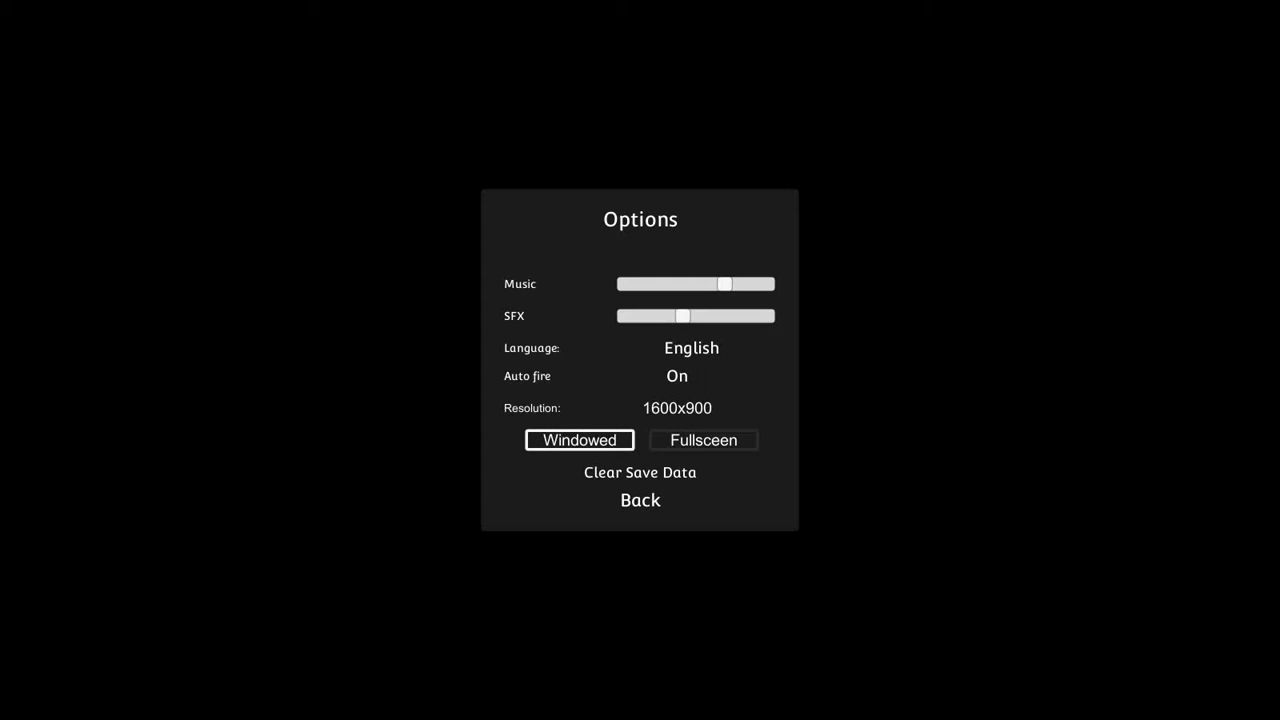 Options
Music
SFX
Language: English
Auto fire On
Resolution: 1600x900
Windowed Fullsceen
Clear Save Data
Back